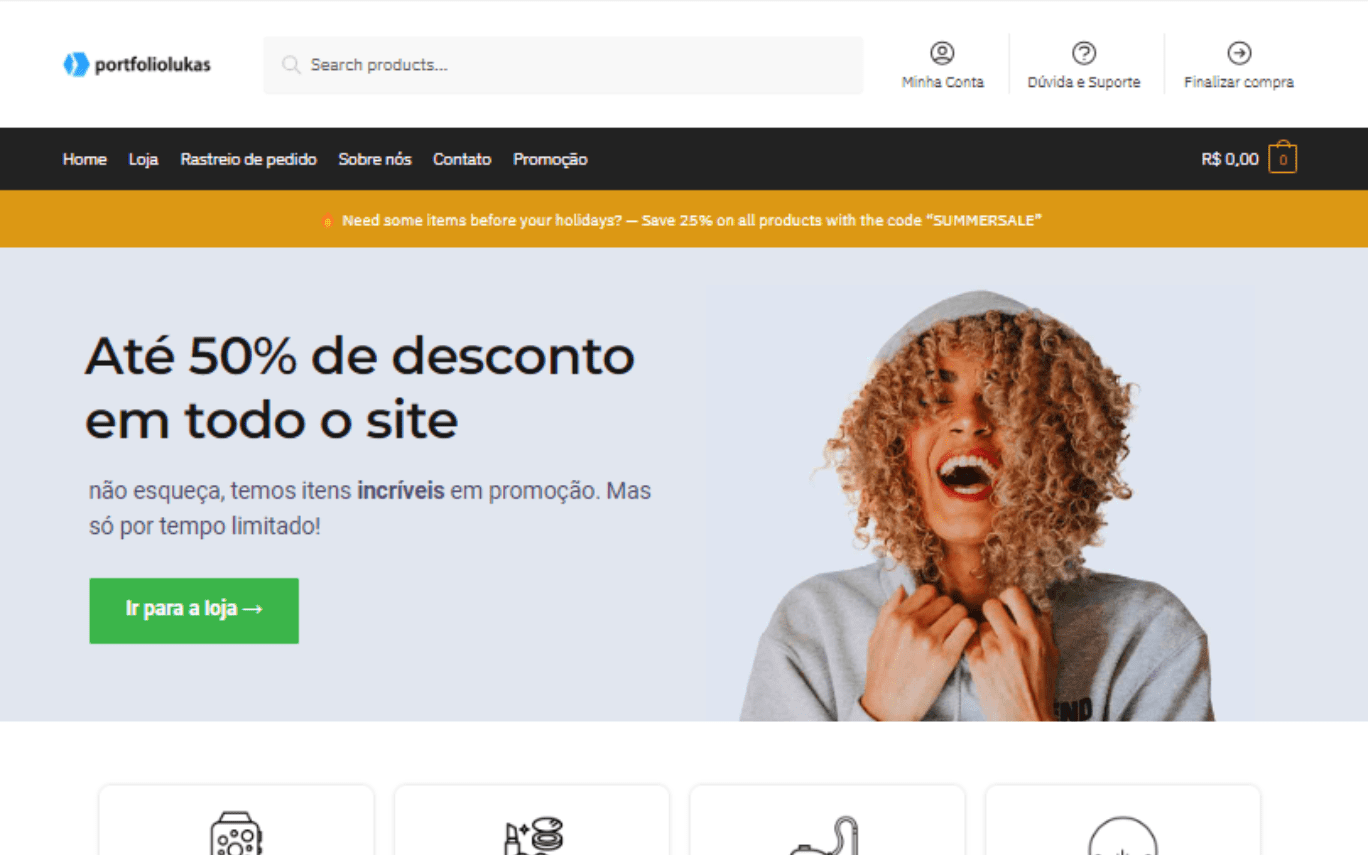 portfoliolukas
Search products...
Minha Conta
Dúvida e Suporte
Finalizar compra
Home
Loja
Rastreio de pedido
Sobre nós
Contato
Promoção
R$ 0,00
0
Need some items before your holidays? — Save 25% on all products with the code “SUMMERSALE”
Até 50% de desconto
em todo o site
não esqueça, temos itens incríveis em promoção. Mas
só por tempo limitado!
Ir para a loja →